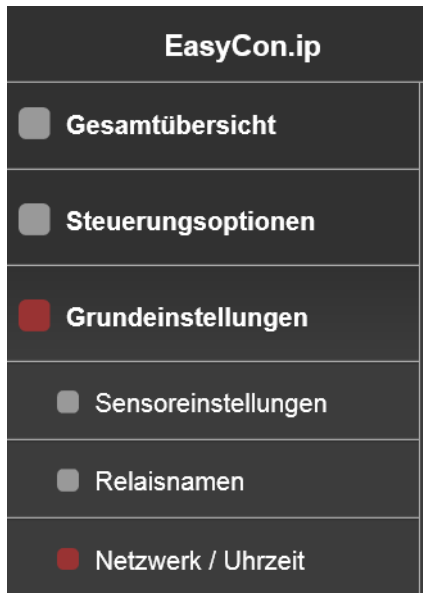 EasyCon.ip
Gesamtübersicht
Steuerungsoptionen
Grundeinstellungen
Sensoreinstellungen
Relaisnamen
Netzwerk / Uhrzeit